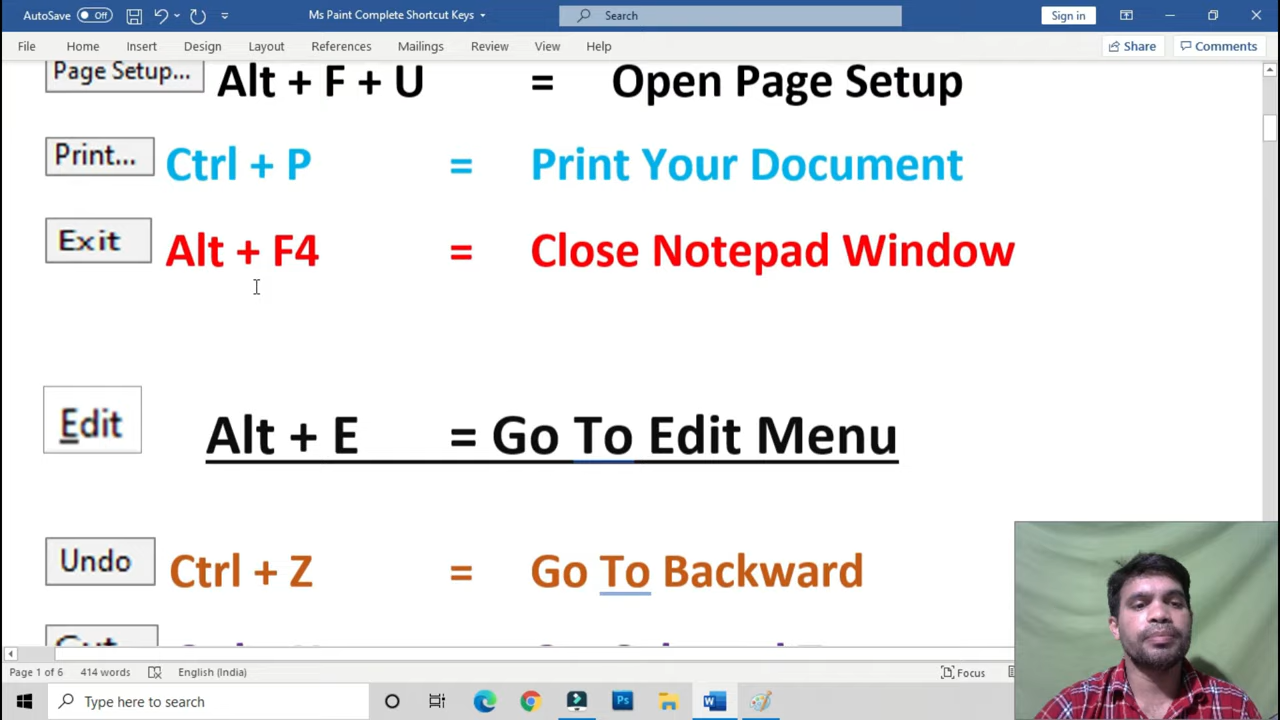 AutoSave Off Ms Paint Complete Shortcut Keys Search Sign in
File Home Insert Design Layout References Mailings Review View Help Share Comments
Page Setup... Alt + F + U = Open Page Setup
Print... Ctrl + P = Print Your Document
Exit Alt + F4 = Close Notepad Window
Edit Alt + E = Go To Edit Menu
Undo Ctrl + Z = Go To Backward
Page 1 of 6 414 words English (India) Focus
Type here to search